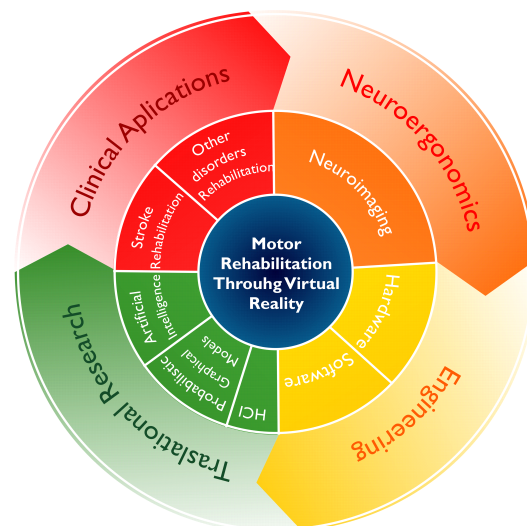 Clinical Aplications
Neuroergonomics
Engineering
Traslational Research
Other
disorders
Rehabilitation
Neuroimaging
Hardware
Software
HCI
Probabilistic
Graphical
Models
Artificial
Intelligence
Stroke
Rehabilitation
Motor
Rehabilitation
Throuhg Virtual
Reality